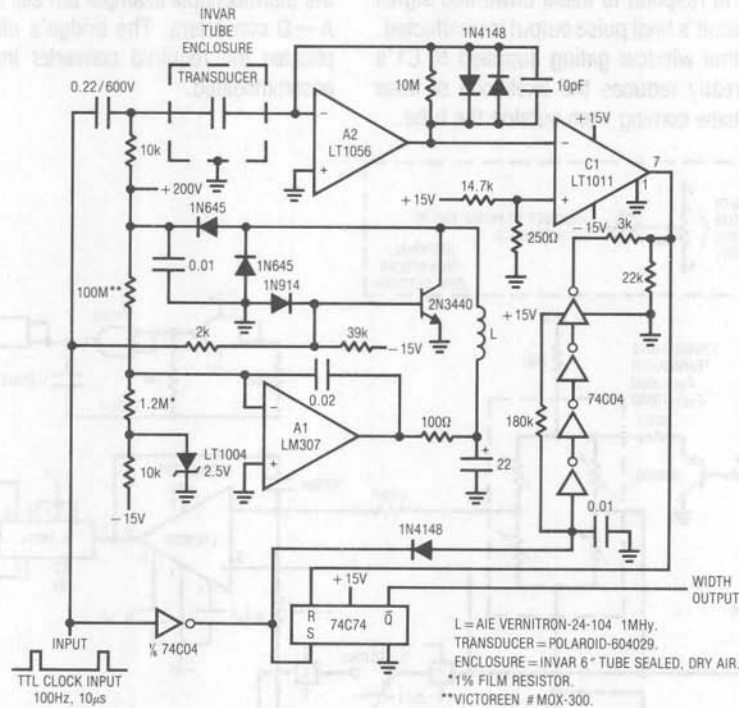 INVAR
TUBE
ENCLOSURE
TRANSDUCER
0.22/600V
1N4148
10M
10pF
A2
LT1056
−
+
10k
+200V
+15V
C1
LT1011
7
1
−
+
−15V
+15V
14.7k
250Ω
3k
22k
1N645
0.01
1N645
1N914
100M**
2N3440
L
2k
39k
−15V
+15V
0.02
74C04
180k
1.2M*
A1
LM307
−
+
100Ω
22
+
LT1004
2.5V
10k
−15V
1N4148
0.01
+15V
R
S
74C74
Q̅
WIDTH
OUTPUT
INPUT
⅙ 74C04
TTL CLOCK INPUT
100Hz, 10µs
L=AIE VERNITRON-24-104 1MHy.
TRANSDUCER=POLAROID-604029.
ENCLOSURE=INVAR 6" TUBE SEALED, DRY AIR.
*1% FILM RESISTOR.
**VICTOREEN #MOX-300.